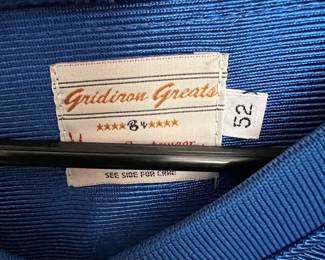 Gridiron Greats
★★★★ By ★★★★
SEE SIDE FOR CARE
52